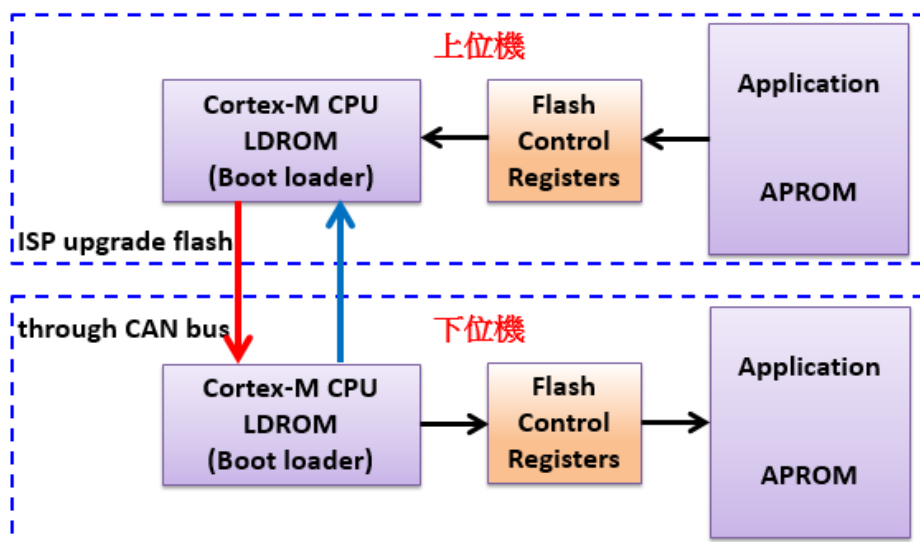 上位機
Cortex-M CPU
LDROM
(Boot loader)
Flash
Control
Registers
Application
APROM
ISP upgrade flash
through CAN bus
下位機
Cortex-M CPU
LDROM
(Boot loader)
Flash
Control
Registers
Application
APROM